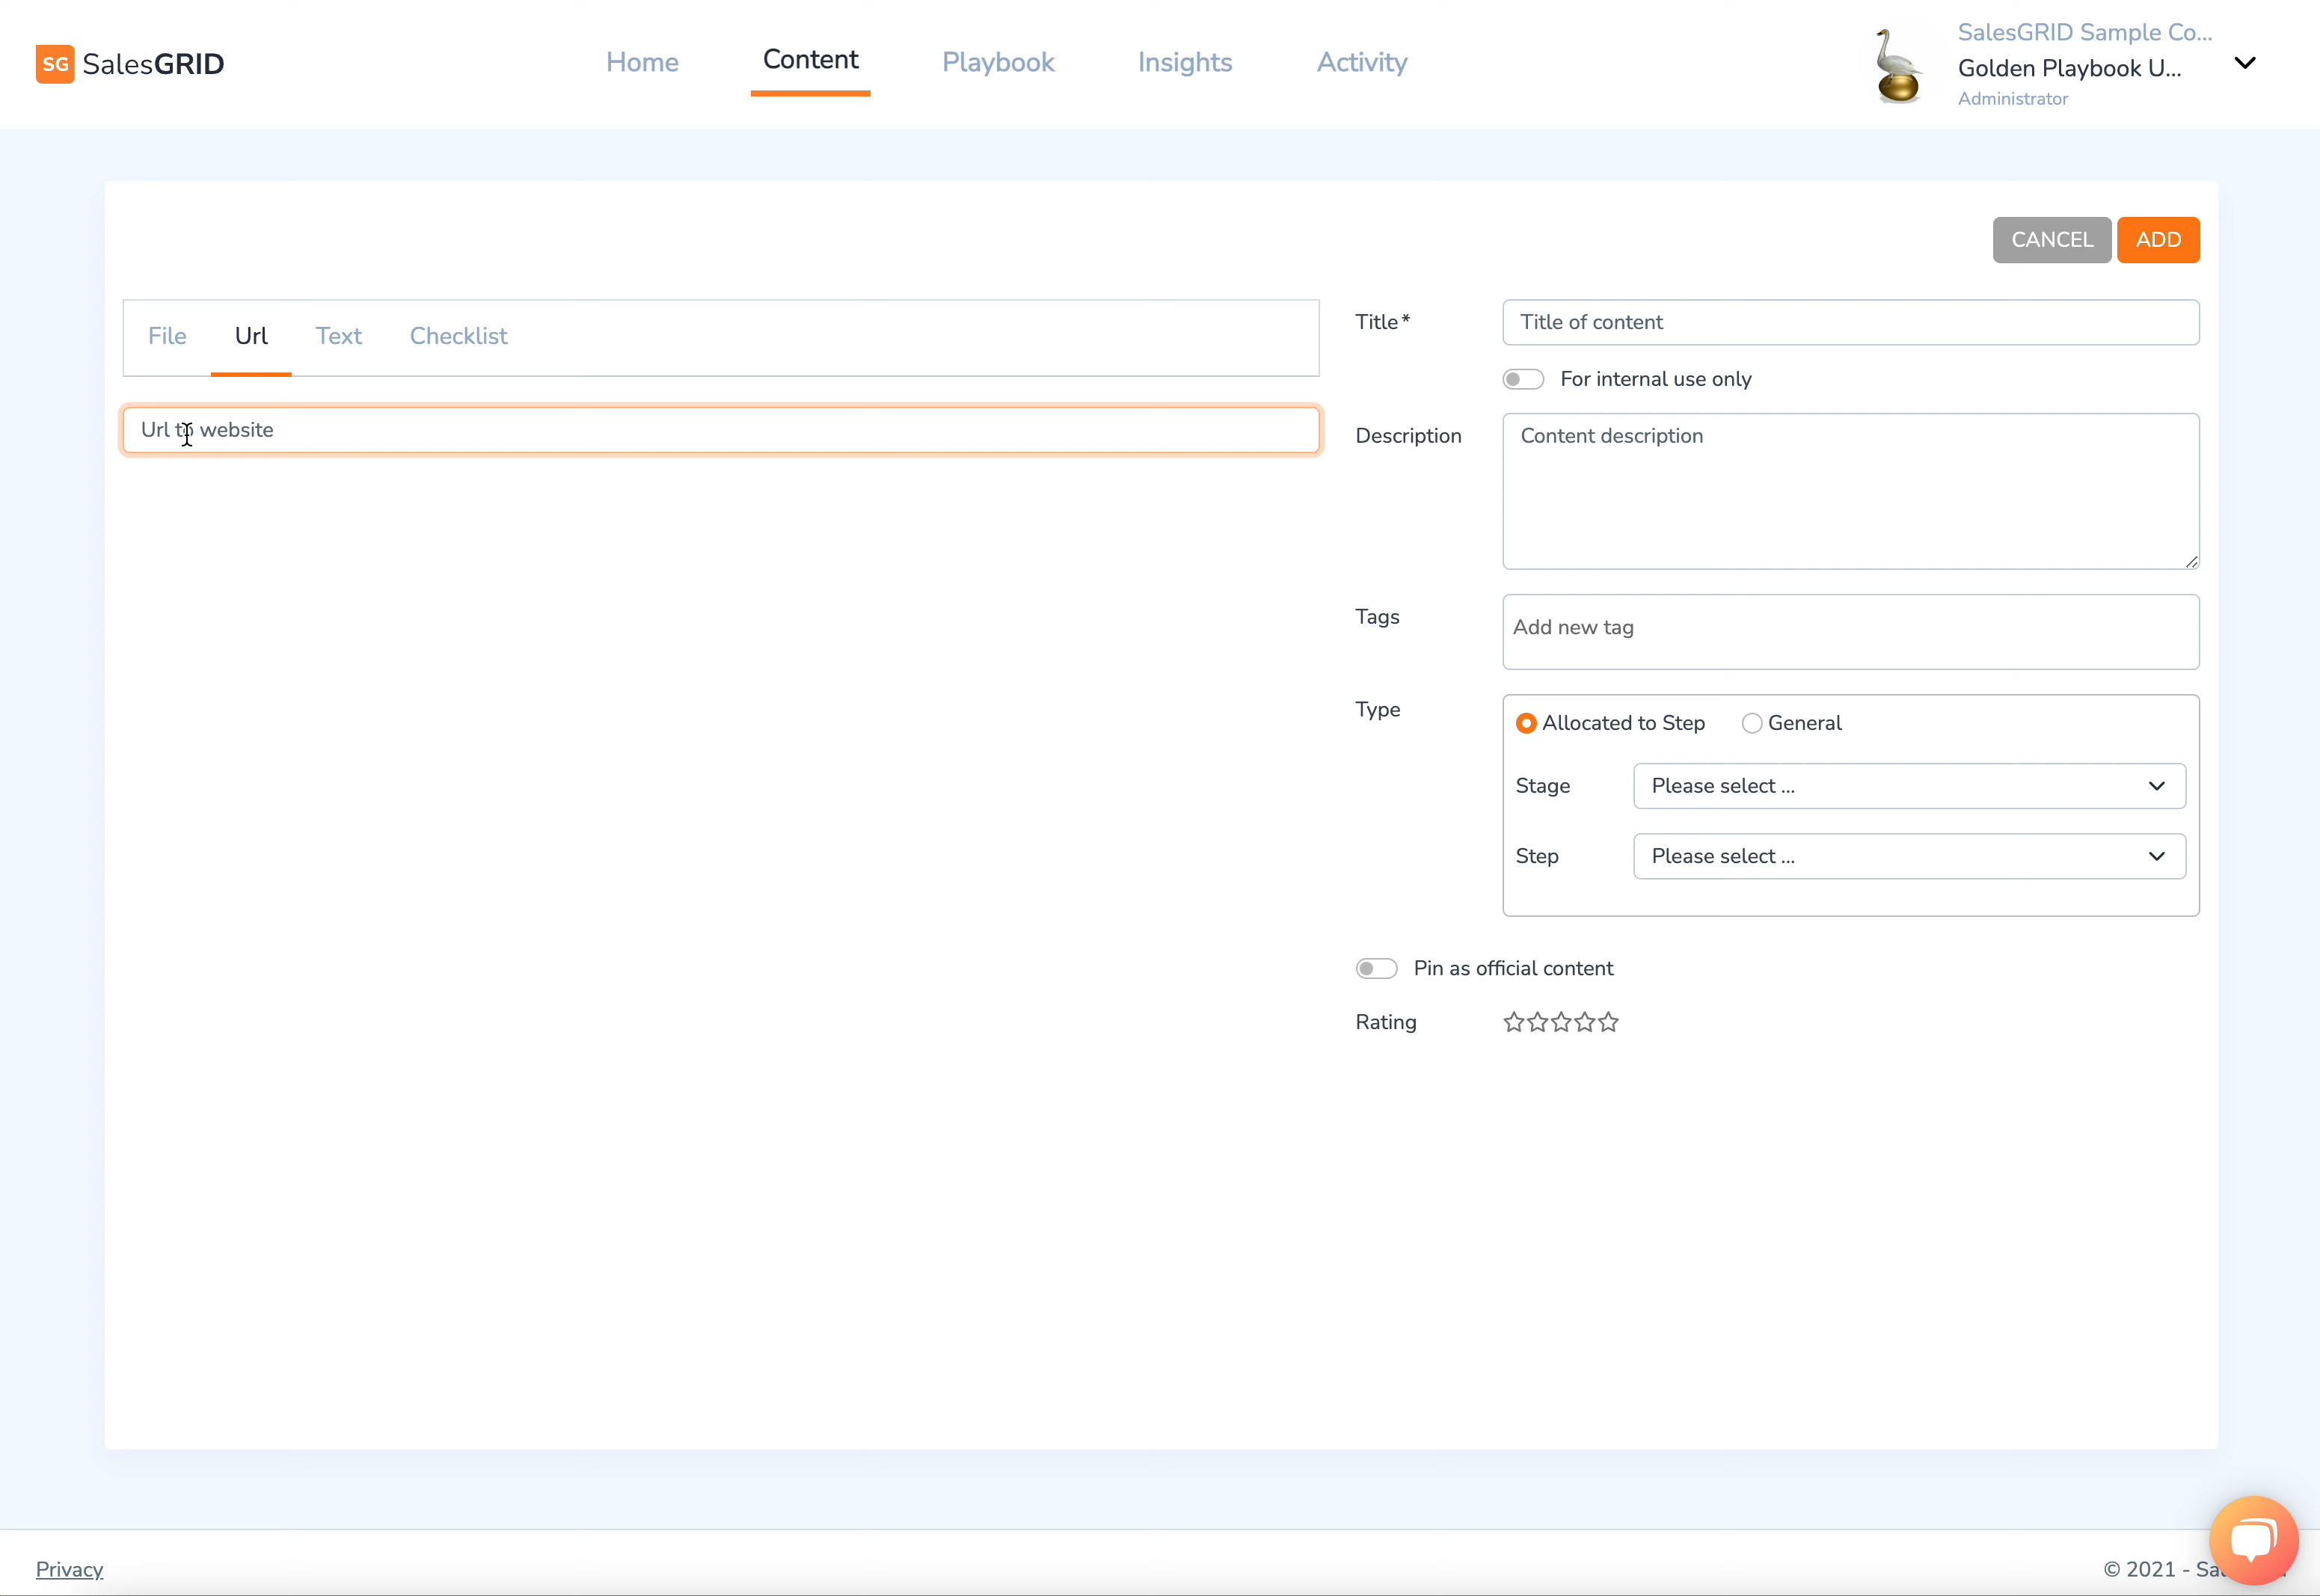 SG SalesGRID
Home Content Playbook Insights Activity
SalesGRID Sample Co...
Golden Playbook U...
Administrator
CANCEL ADD
File Url Text Checklist
Url to website
Title* Title of content
For internal use only
Description Content description
Tags Add new tag
Type Allocated to Step General
Stage Please select ...
Step Please select ...
Pin as official content
Rating
Privacy
© 2021 -